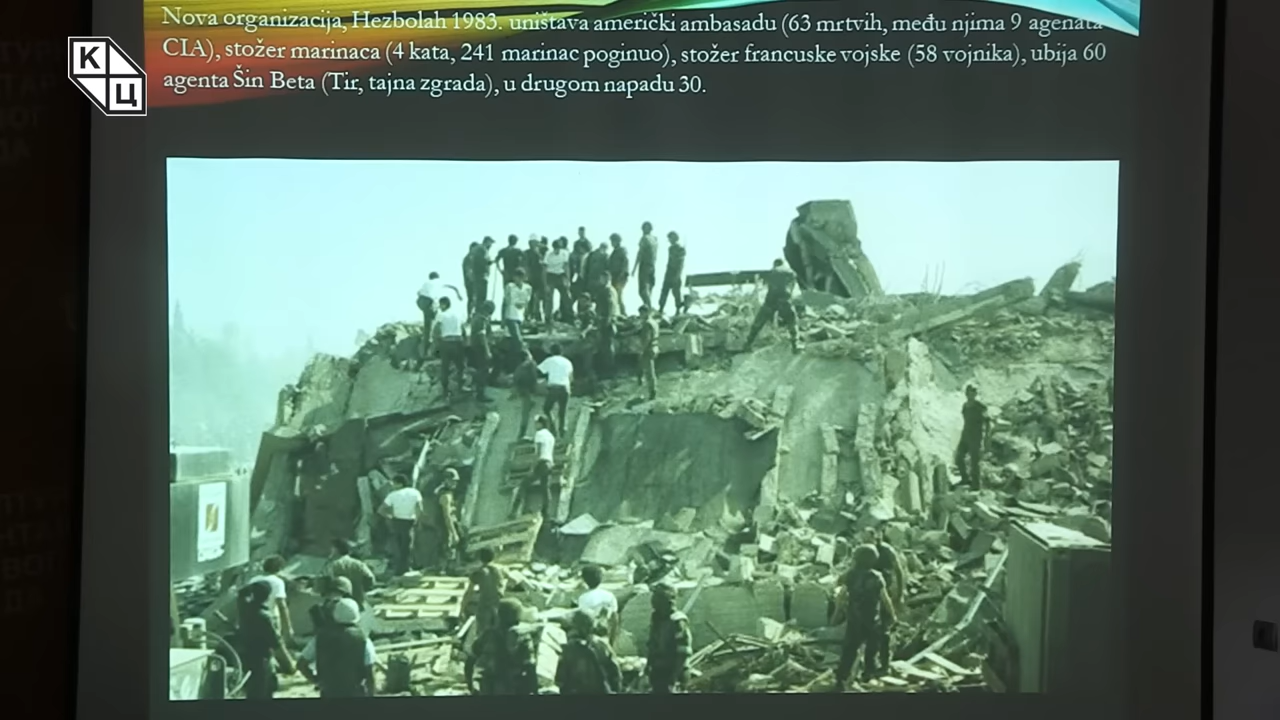 Nova organizacija, Hezbolah 1983. uništava američki ambasadu (63 mrtvih, među njima 9 agenata
CIA), stožer marinaca (4 kata, 241 marinac poginuo), stožer francuske vojske (58 vojnika), ubija 60
agenta Šin Beta (Tir, tajna zgrada), u drugom napadu 30.
К
Ц